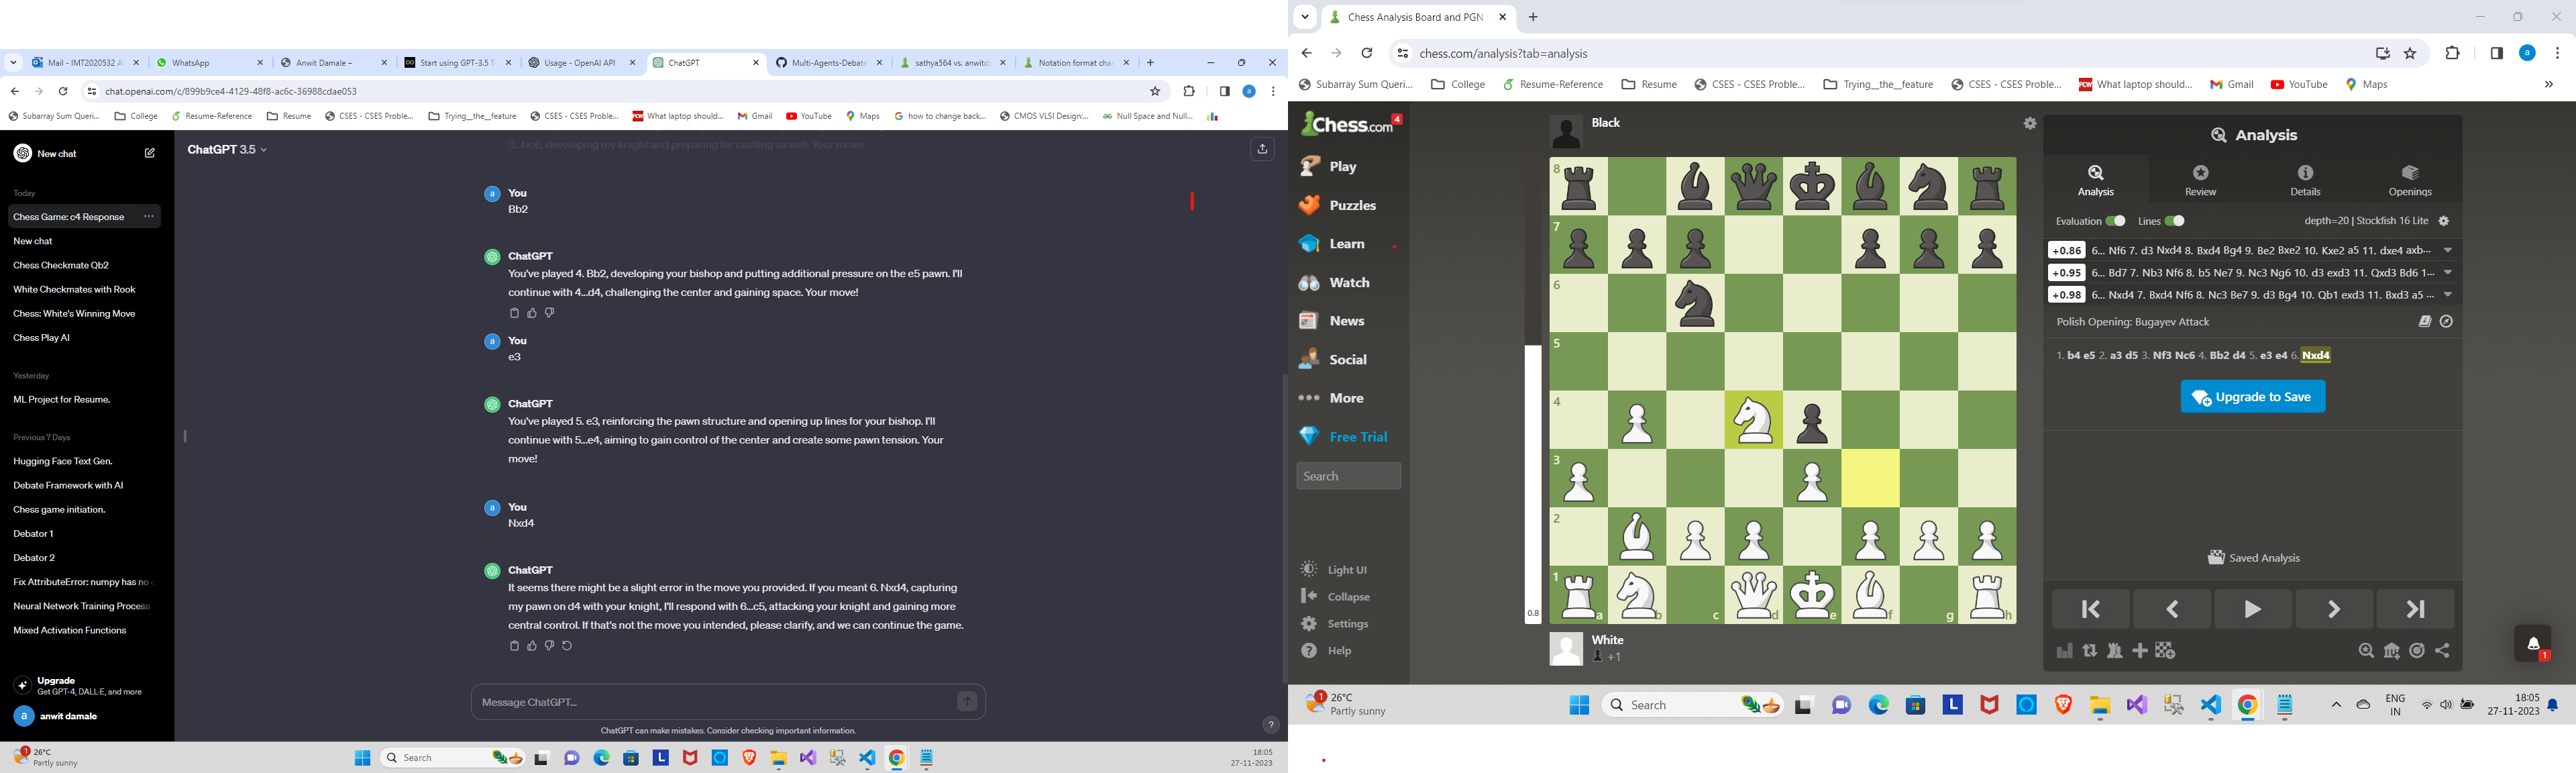 Mail - IMT2020532 A
WhatsApp
Anwit Damale –
Start using GPT-3.5 T
Usage - OpenAI API
ChatGPT
Multi-Agents-Debate
sathya564 vs. anwitd
Notation format cha
chat.openai.com/c/899b9ce4-4129-48f8-ac6c-36988cdae053
Subarray Sum Queri...
College
Resume-Reference
Resume
CSES - CSES Proble...
Trying__the__feature
CSES - CSES Proble...
What laptop should...
Gmail
YouTube
Maps
how to change back...
CMOS VLSI Design:...
Null Space and Null...
New chat
Today
Chess Game: c4 Response
New chat
Chess Checkmate Qb2
White Checkmates with Rook
Chess: White's Winning Move
Chess Play AI
Yesterday
ML Project for Resume.
Previous 7 Days
Hugging Face Text Gen.
Debate Framework with AI
Chess game initiation.
Debator 1
Debator 2
Fix AttributeError: numpy has no
Neural Network Training Process
Mixed Activation Functions
Upgrade
Get GPT-4, DALL·E, and more
a
anwit damale
ChatGPT 3.5
3...Nc6, developing my knight and preparing for castling as well. Your move!
a
You
Bb2
ChatGPT
You've played 4. Bb2, developing your bishop and putting additional pressure on the e5 pawn. I'll
continue with 4...d4, challenging the center and gaining space. Your move!
a
You
e3
ChatGPT
You've played 5. e3, reinforcing the pawn structure and opening up lines for your bishop. I'll
continue with 5...e4, aiming to gain control of the center and create some pawn tension. Your
move!
a
You
Nxd4
ChatGPT
It seems there might be a slight error in the move you provided. If you meant 6. Nxd4, capturing
my pawn on d4 with your knight, I'll respond with 6...c5, attacking your knight and gaining more
central control. If that's not the move you intended, please clarify, and we can continue the game.
Message ChatGPT...
ChatGPT can make mistakes. Consider checking important information.
?
1
26°C
Partly sunny
Search
18:05
27-11-2023
Chess Analysis Board and PGN
chess.com/analysis?tab=analysis
a
Subarray Sum Queri...
College
Resume-Reference
Resume
CSES - CSES Proble...
Trying__the__feature
CSES - CSES Proble...
What laptop should...
Gmail
YouTube
Maps
»
Chess.com
4
Play
Puzzles
Learn
Watch
News
Social
More
Free Trial
Search
Light UI
Collapse
Settings
Help
Black
8
7
6
5
4
3
2
1
a
b
c
d
e
f
g
h
0.8
White
+1
Analysis
Analysis
Review
Details
Openings
Evaluation
Lines
depth=20 | Stockfish 16 Lite
+0.86 6... Nf6 7. d3 Nxd4 8. Bxd4 Bg4 9. Be2 Bxe2 10. Kxe2 a5 11. dxe4 axb...
+0.95 6... Bd7 7. Nb3 Nf6 8. b5 Ne7 9. Nc3 Ng6 10. d3 exd3 11. Qxd3 Bd6 1...
+0.98 6... Nxd4 7. Bxd4 Nf6 8. Nc3 Be7 9. d3 Bg4 10. Qb1 exd3 11. Bxd3 a5 ...
Polish Opening: Bugayev Attack
1. b4 e5 2. a3 d5 3. Nf3 Nc6 4. Bb2 d4 5. e3 e4 6. Nxd4
Upgrade to Save
Saved Analysis
1
1
26°C
Partly sunny
Search
ENG
IN
18:05
27-11-2023